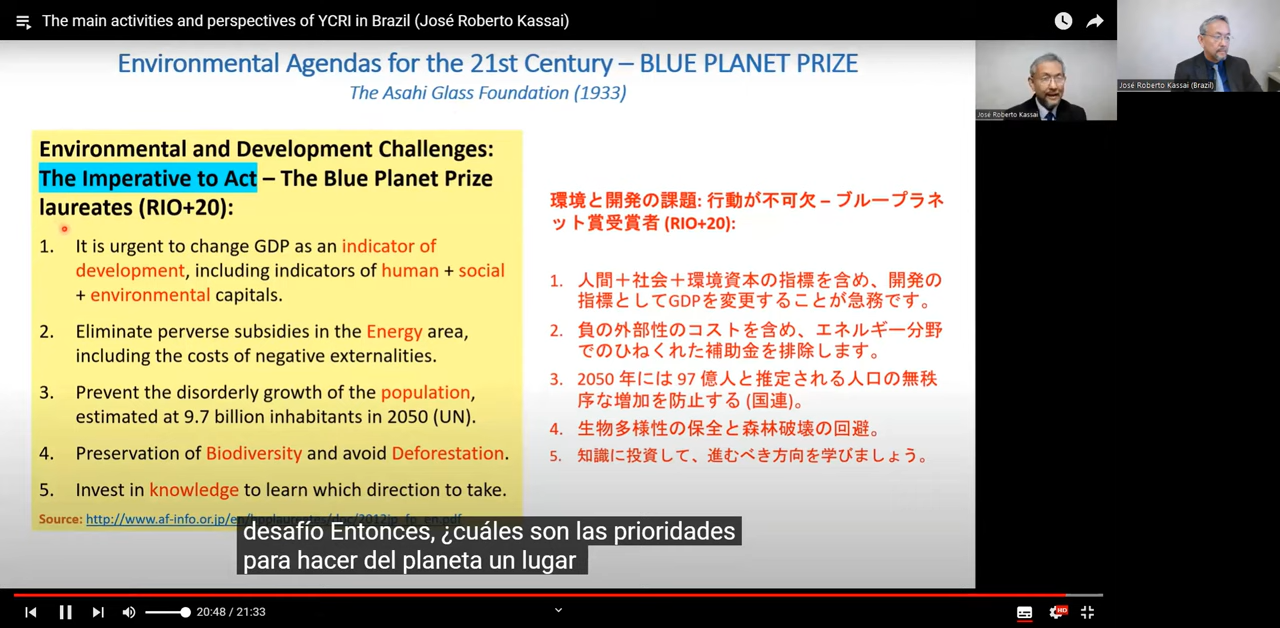 The main activities and perspectives of YCRI in Brazil (José Roberto Kassai)
Environmental Agendas for the 21st Century – BLUE PLANET PRIZE
The Asahi Glass Foundation (1933)
José Roberto Kassai
José Roberto Kassai (Brazil)
Environmental and Development Challenges:
The Imperative to Act – The Blue Planet Prize
laureates (RIO+20):
1. It is urgent to change GDP as an indicator of
development, including indicators of human + social
+ environmental capitals.
2. Eliminate perverse subsidies in the Energy area,
including the costs of negative externalities.
3. Prevent the disorderly growth of the population,
estimated at 9.7 billion inhabitants in 2050 (UN).
4. Preservation of Biodiversity and avoid Deforestation.
5. Invest in knowledge to learn which direction to take.
Source: http://www.af-info.or.jp/en/
環境と開発の課題: 行動が不可欠 – ブループラネ
ット賞受賞者 (RIO+20):
1. 人間＋社会＋環境資本の指標を含め、開発の
指標としてGDPを変更することが急務です。
2. 負の外部性のコストを含め、エネルギー分野
でのひねくれた補助金を排除します。
3. 2050 年には 97 億人と推定される人口の無秩
序な増加を防止する (国連)。
4. 生物多様性の保全と森林破壊の回避。
5. 知識に投資して、進むべき方向を学びましょう。
desafío Entonces, ¿cuáles son las prioridades
para hacer del planeta un lugar
20:48 / 21:33
HD